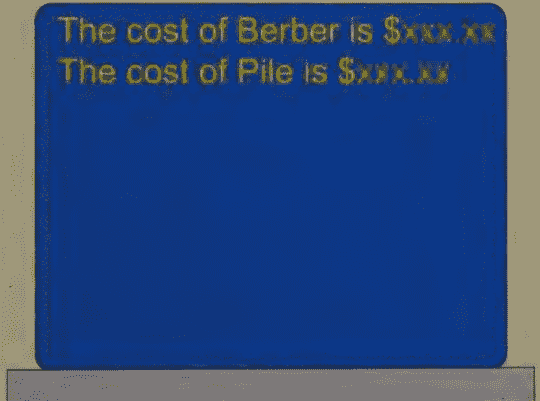 The cost of Berber is $xxx.xx
The cost of Pile is $xxx.xx